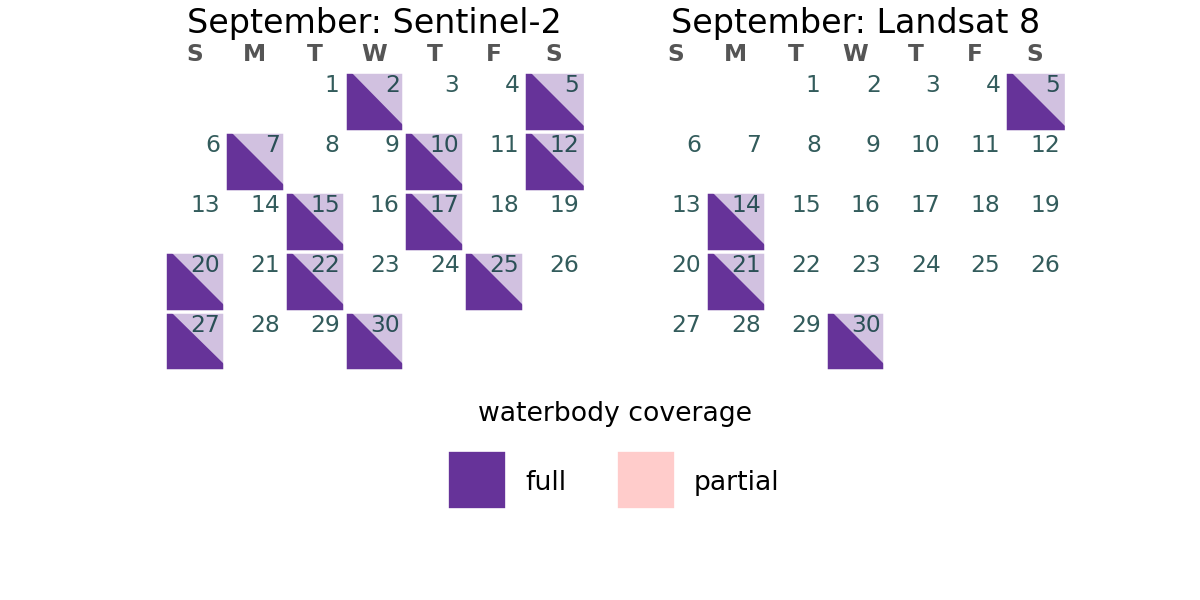 September: Sentinel-2
S M T W T F S
1 2 3 4 5
6 7 8 9 10 11 12
13 14 15 16 17 18 19
20 21 22 23 24 25 26
27 28 29 30
September: Landsat 8
S M T W T F S
1 2 3 4 5
6 7 8 9 10 11 12
13 14 15 16 17 18 19
20 21 22 23 24 25 26
27 28 29 30
waterbody coverage
full partial